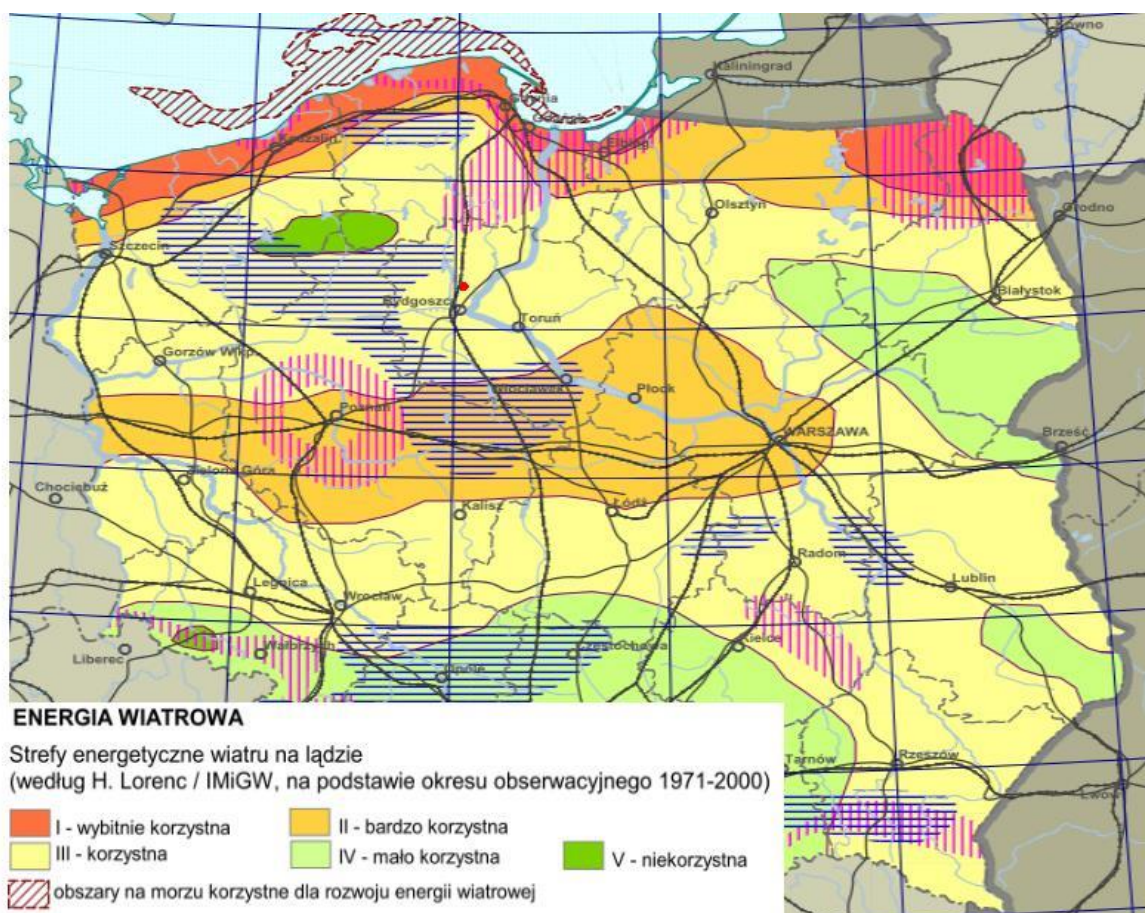 Kowno
Kaliningrad
Gdynia
Gdańsk
Koszalin
Elbląg
Olsztyn
Grodno
Szczecin
Białystok
Bydgoszcz
Toruń
Gorzów Wlkp.
Włocławek
Płock
Poznań
WARSZAWA
Brześć
Zielona Góra
Chociebuż
Kalisz
Łódź
Radom
Lublin
Legnica
Wrocław
Kielce
Liberec
Wałbrzych
Częstochowa
Opole
ENERGIA WIATROWA
Strefy energetyczne wiatru na lądzie
(według H. Lorenc / IMiGW, na podstawie okresu obserwacyjnego 1971-2000)
Tarnów
Rzeszów
Lwów
I - wybitnie korzystna
II - bardzo korzystna
III - korzystna
IV - mało korzystna
V - niekorzystna
obszary na morzu korzystne dla rozwoju energii wiatrowej